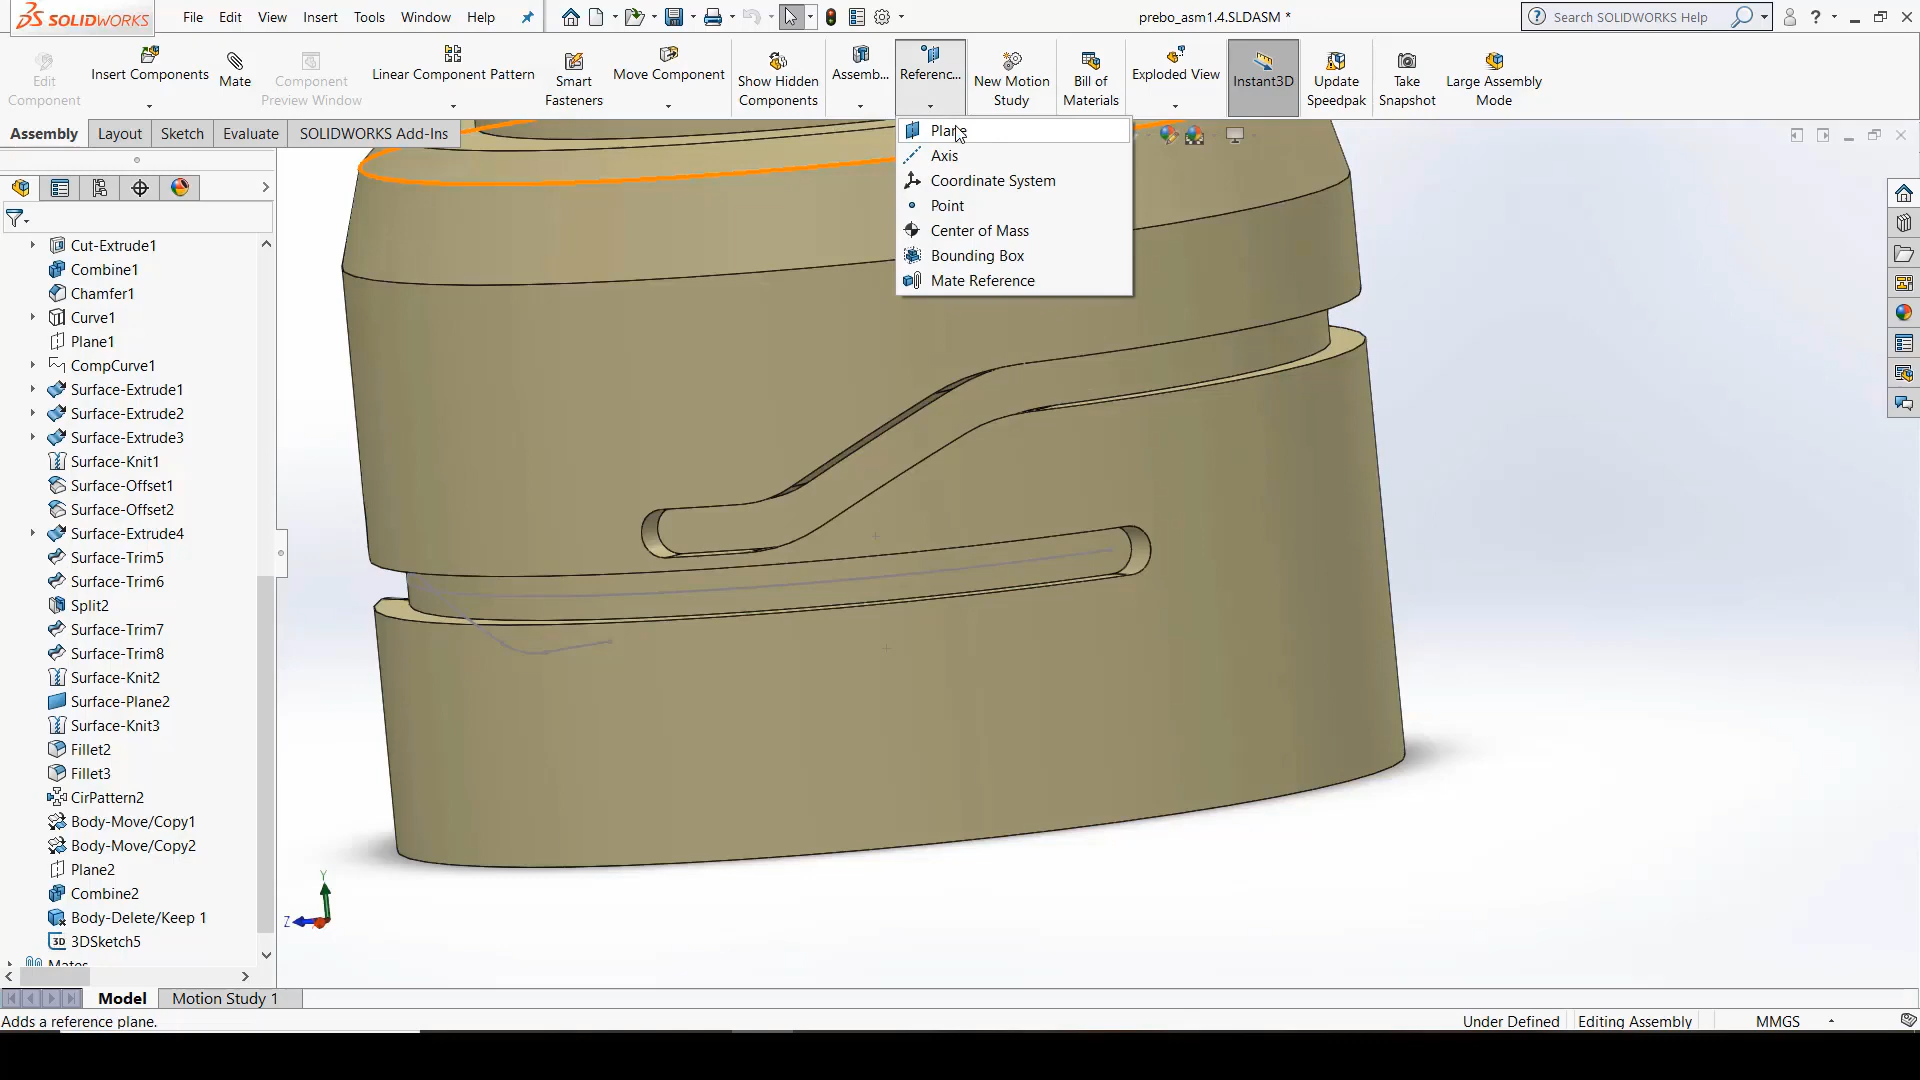 SOLIDWORKS
File Edit View Insert Tools Window Help
prebo_asm1.4.SLDASM *
Search SOLIDWORKS Help
Edit Component
Insert Components
Mate
Component Preview Window
Linear Component Pattern
Smart Fasteners
Move Component
Show Hidden Components
Assemb...
Referenc...
New Motion Study
Bill of Materials
Exploded View
Instant3D
Update Speedpak
Take Snapshot
Large Assembly Mode
Assembly Layout Sketch Evaluate SOLIDWORKS Add-Ins
Plane
Axis
Coordinate System
Point
Center of Mass
Bounding Box
Mate Reference
Cut-Extrude1
Combine1
Chamfer1
Curve1
Plane1
CompCurve1
Surface-Extrude1
Surface-Extrude2
Surface-Extrude3
Surface-Knit1
Surface-Offset1
Surface-Offset2
Surface-Extrude4
Surface-Trim5
Surface-Trim6
Split2
Surface-Trim7
Surface-Trim8
Surface-Knit2
Surface-Plane2
Surface-Knit3
Fillet2
Fillet3
CirPattern2
Body-Move/Copy1
Body-Move/Copy2
Plane2
Combine2
Body-Delete/Keep 1
3D 3DSketch5
Mates
Y
Z
Model Motion Study 1
Adds a reference plane.
Under Defined Editing Assembly MMGS